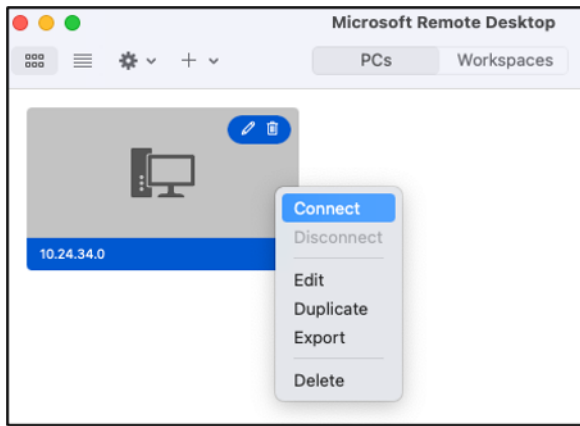 Microsoft Remote Desktop
PCs Workspaces
10.24.34.0
Connect
Disconnect
Edit
Duplicate
Export
Delete